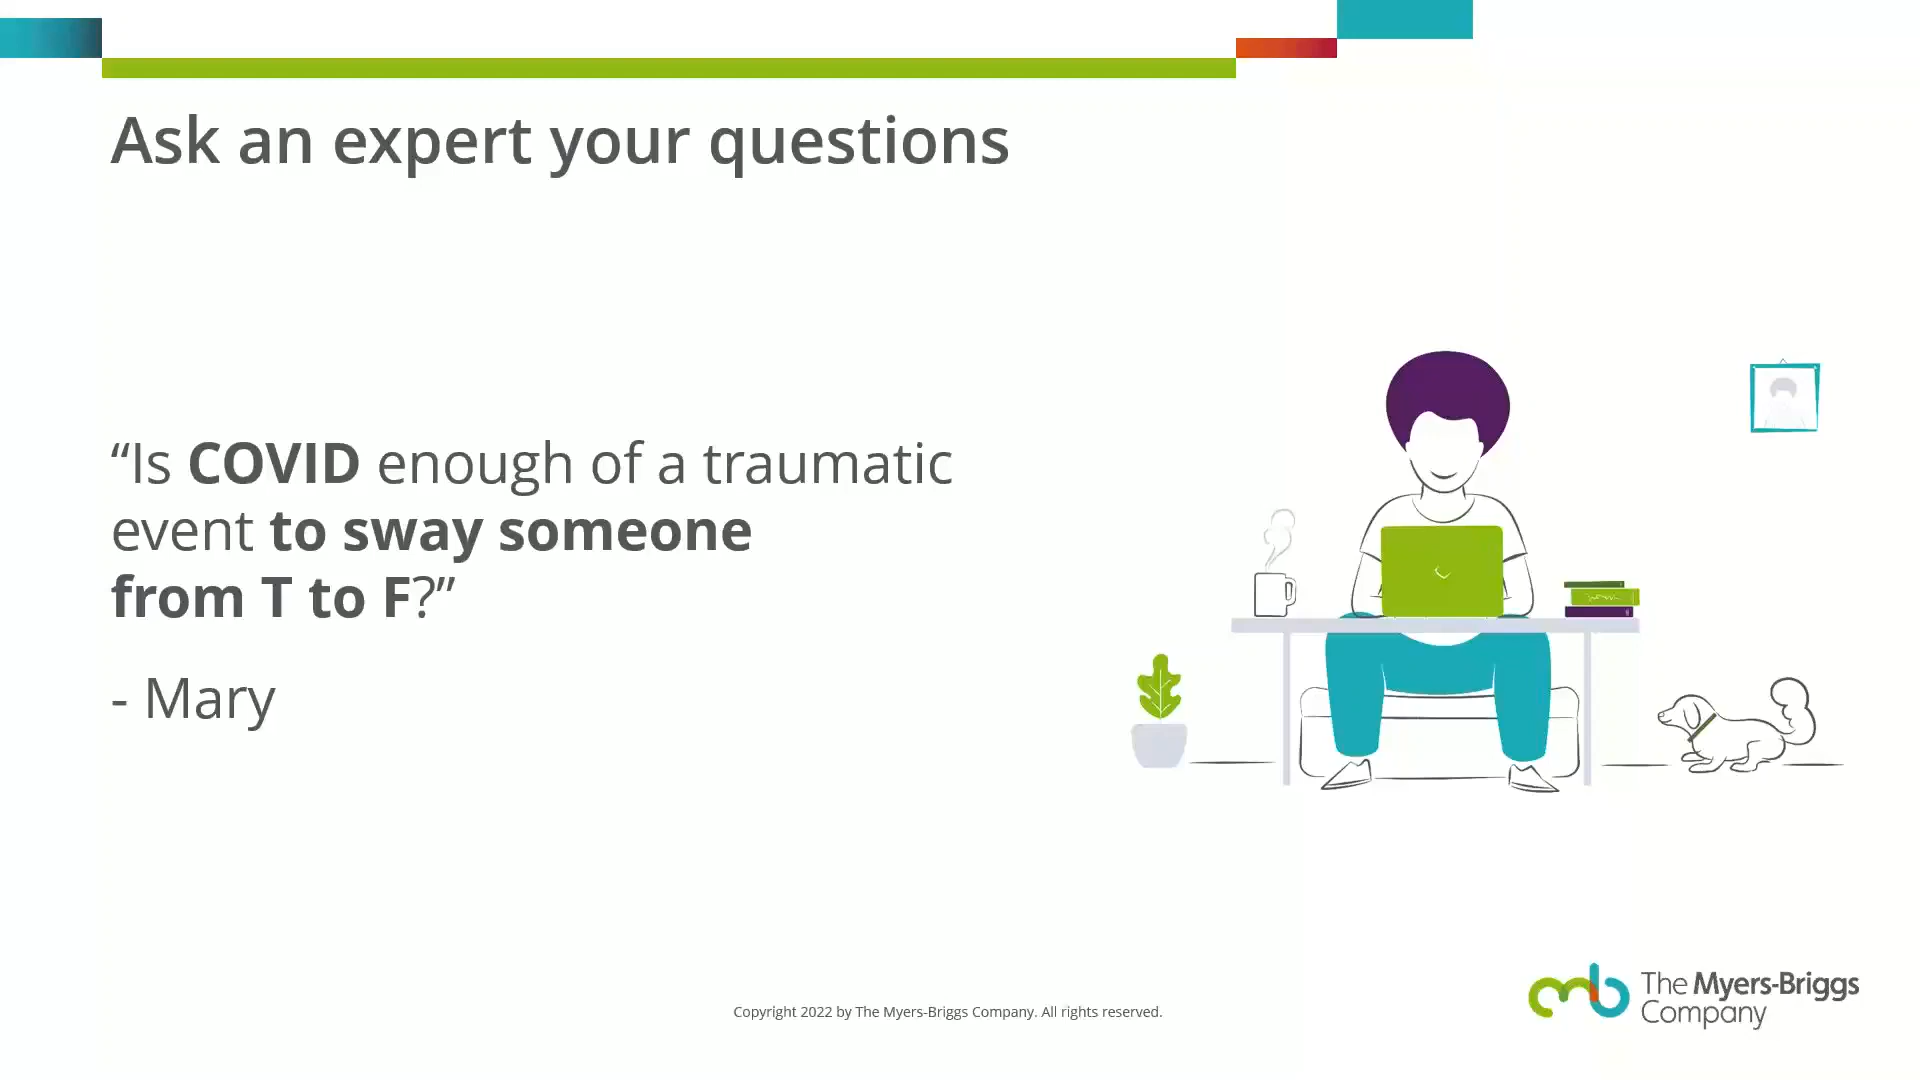 Ask an expert your questions
“Is COVID enough of a traumatic
event to sway someone
from T to F?”
- Mary
Copyright 2022 by The Myers-Briggs Company. All rights reserved.
The Myers-Briggs
Company